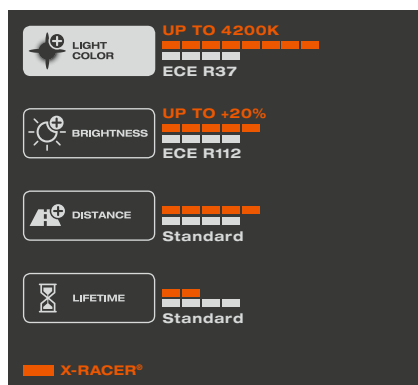 UP TO 4200K
LIGHT
COLOR
ECE R37
UP TO +20%
BRIGHTNESS
ECE R112
DISTANCE
Standard
LIFETIME
Standard
X-RACER®